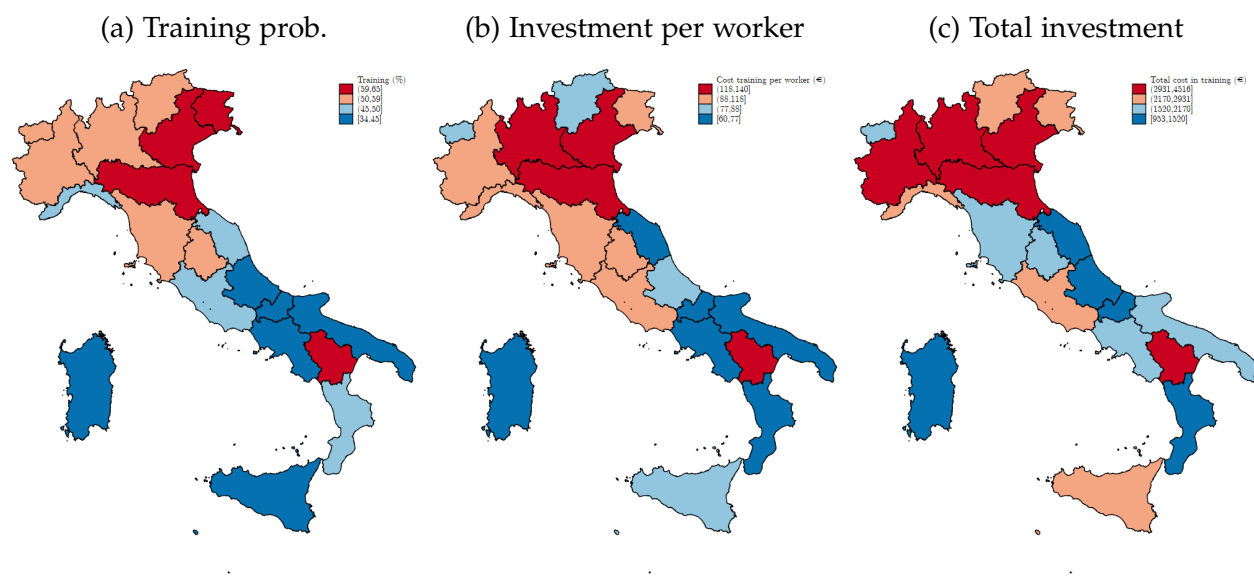 (a) Training prob.
(b) Investment per worker
(c) Total investment
Training (%)
(59,65]
(50,59]
(45,50]
[34,45]
Cost training per worker (€)
(118,140]
(88,118]
(77,88]
[60,77]
Total cost in training (€)
(2931,4516]
(2170,2931]
(1520,2170]
[953,1520]